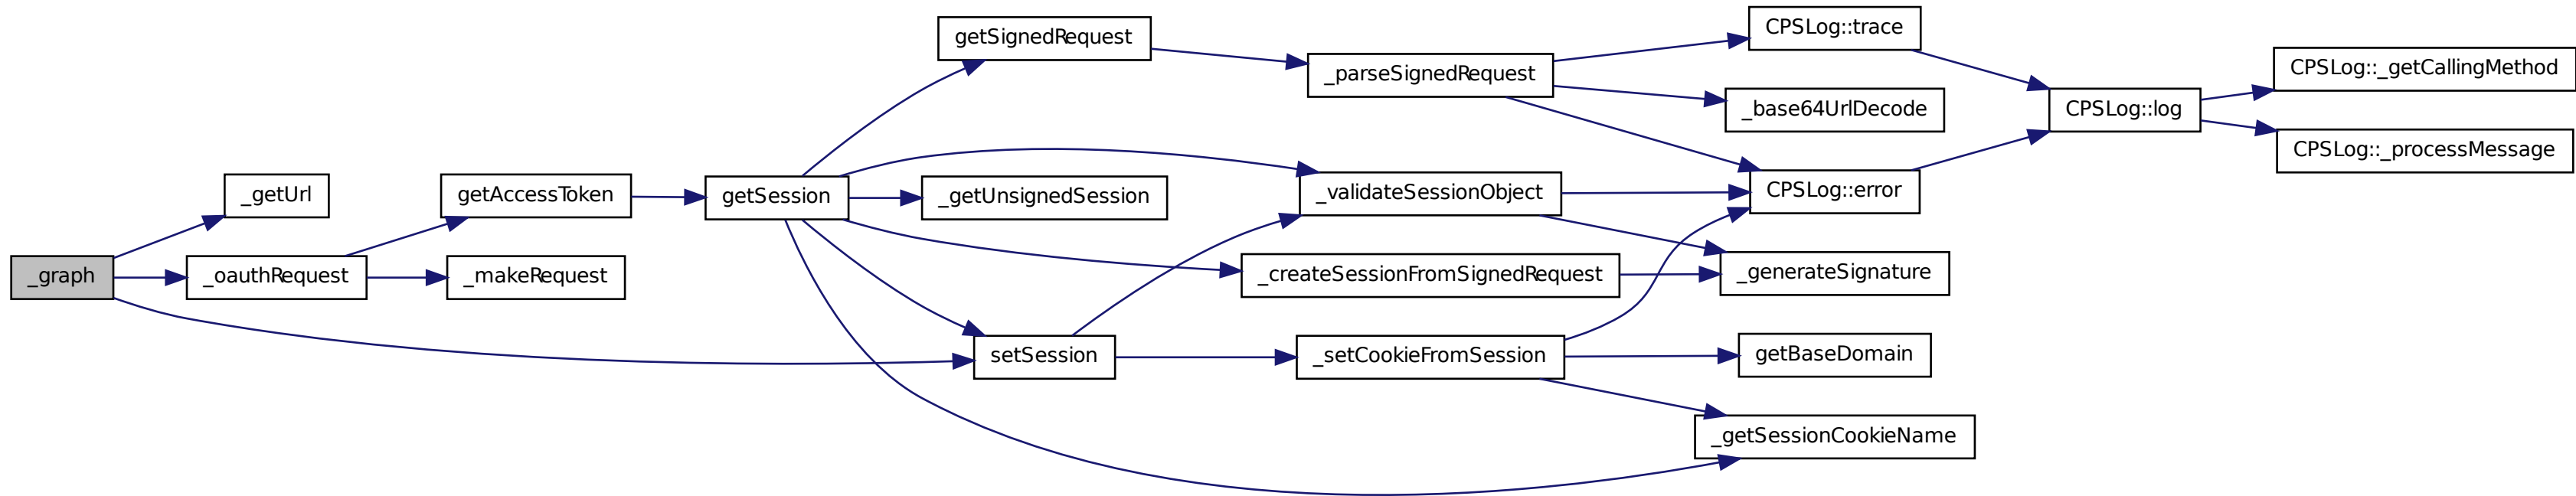 _graph
_getUrl
_oauthRequest
getAccessToken
_makeRequest
getSession
getSignedRequest
_getUnsignedSession
setSession
_parseSignedRequest
_validateSessionObject
_createSessionFromSignedRequest
_setCookieFromSession
CPSLog::trace
_base64UrlDecode
CPSLog::error
_generateSignature
getBaseDomain
_getSessionCookieName
CPSLog::log
CPSLog::_getCallingMethod
CPSLog::_processMessage